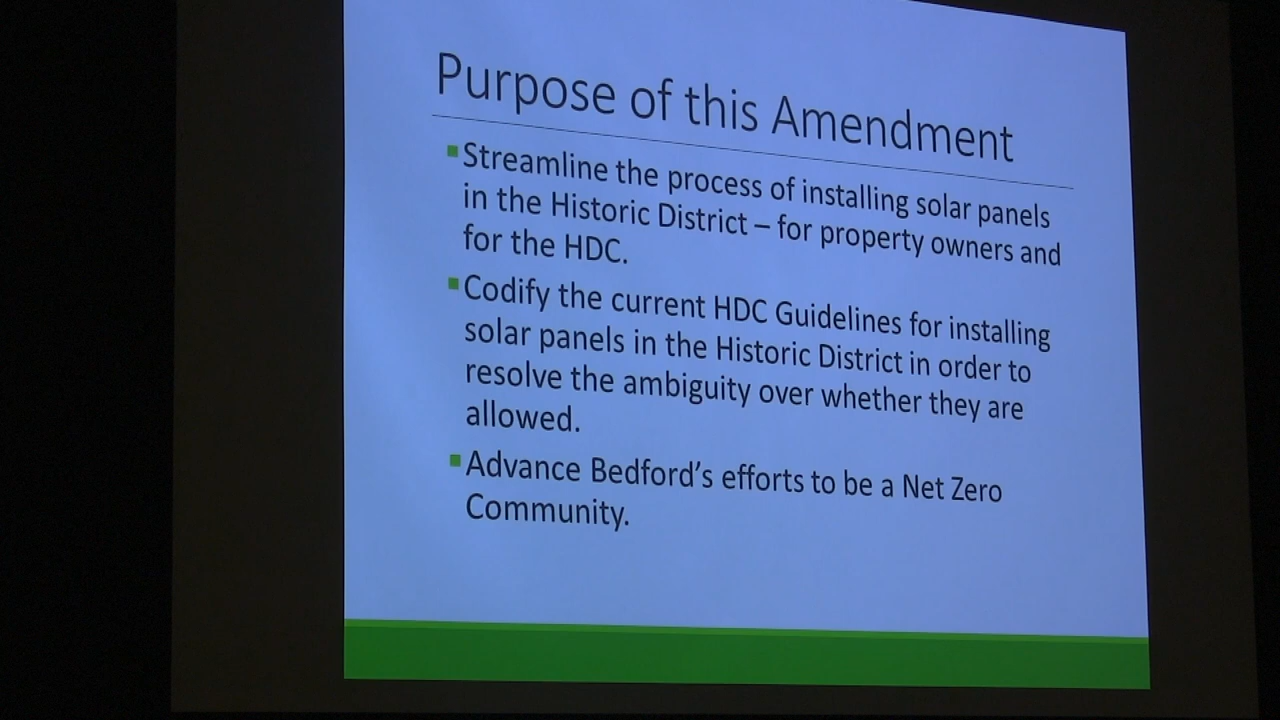 Purpose of this Amendment
▪Streamline the process of installing solar panels
in the Historic District – for property owners and
for the HDC.
▪Codify the current HDC Guidelines for installing
solar panels in the Historic District in order to
resolve the ambiguity over whether they are
allowed.
▪Advance Bedford’s efforts to be a Net Zero
Community.